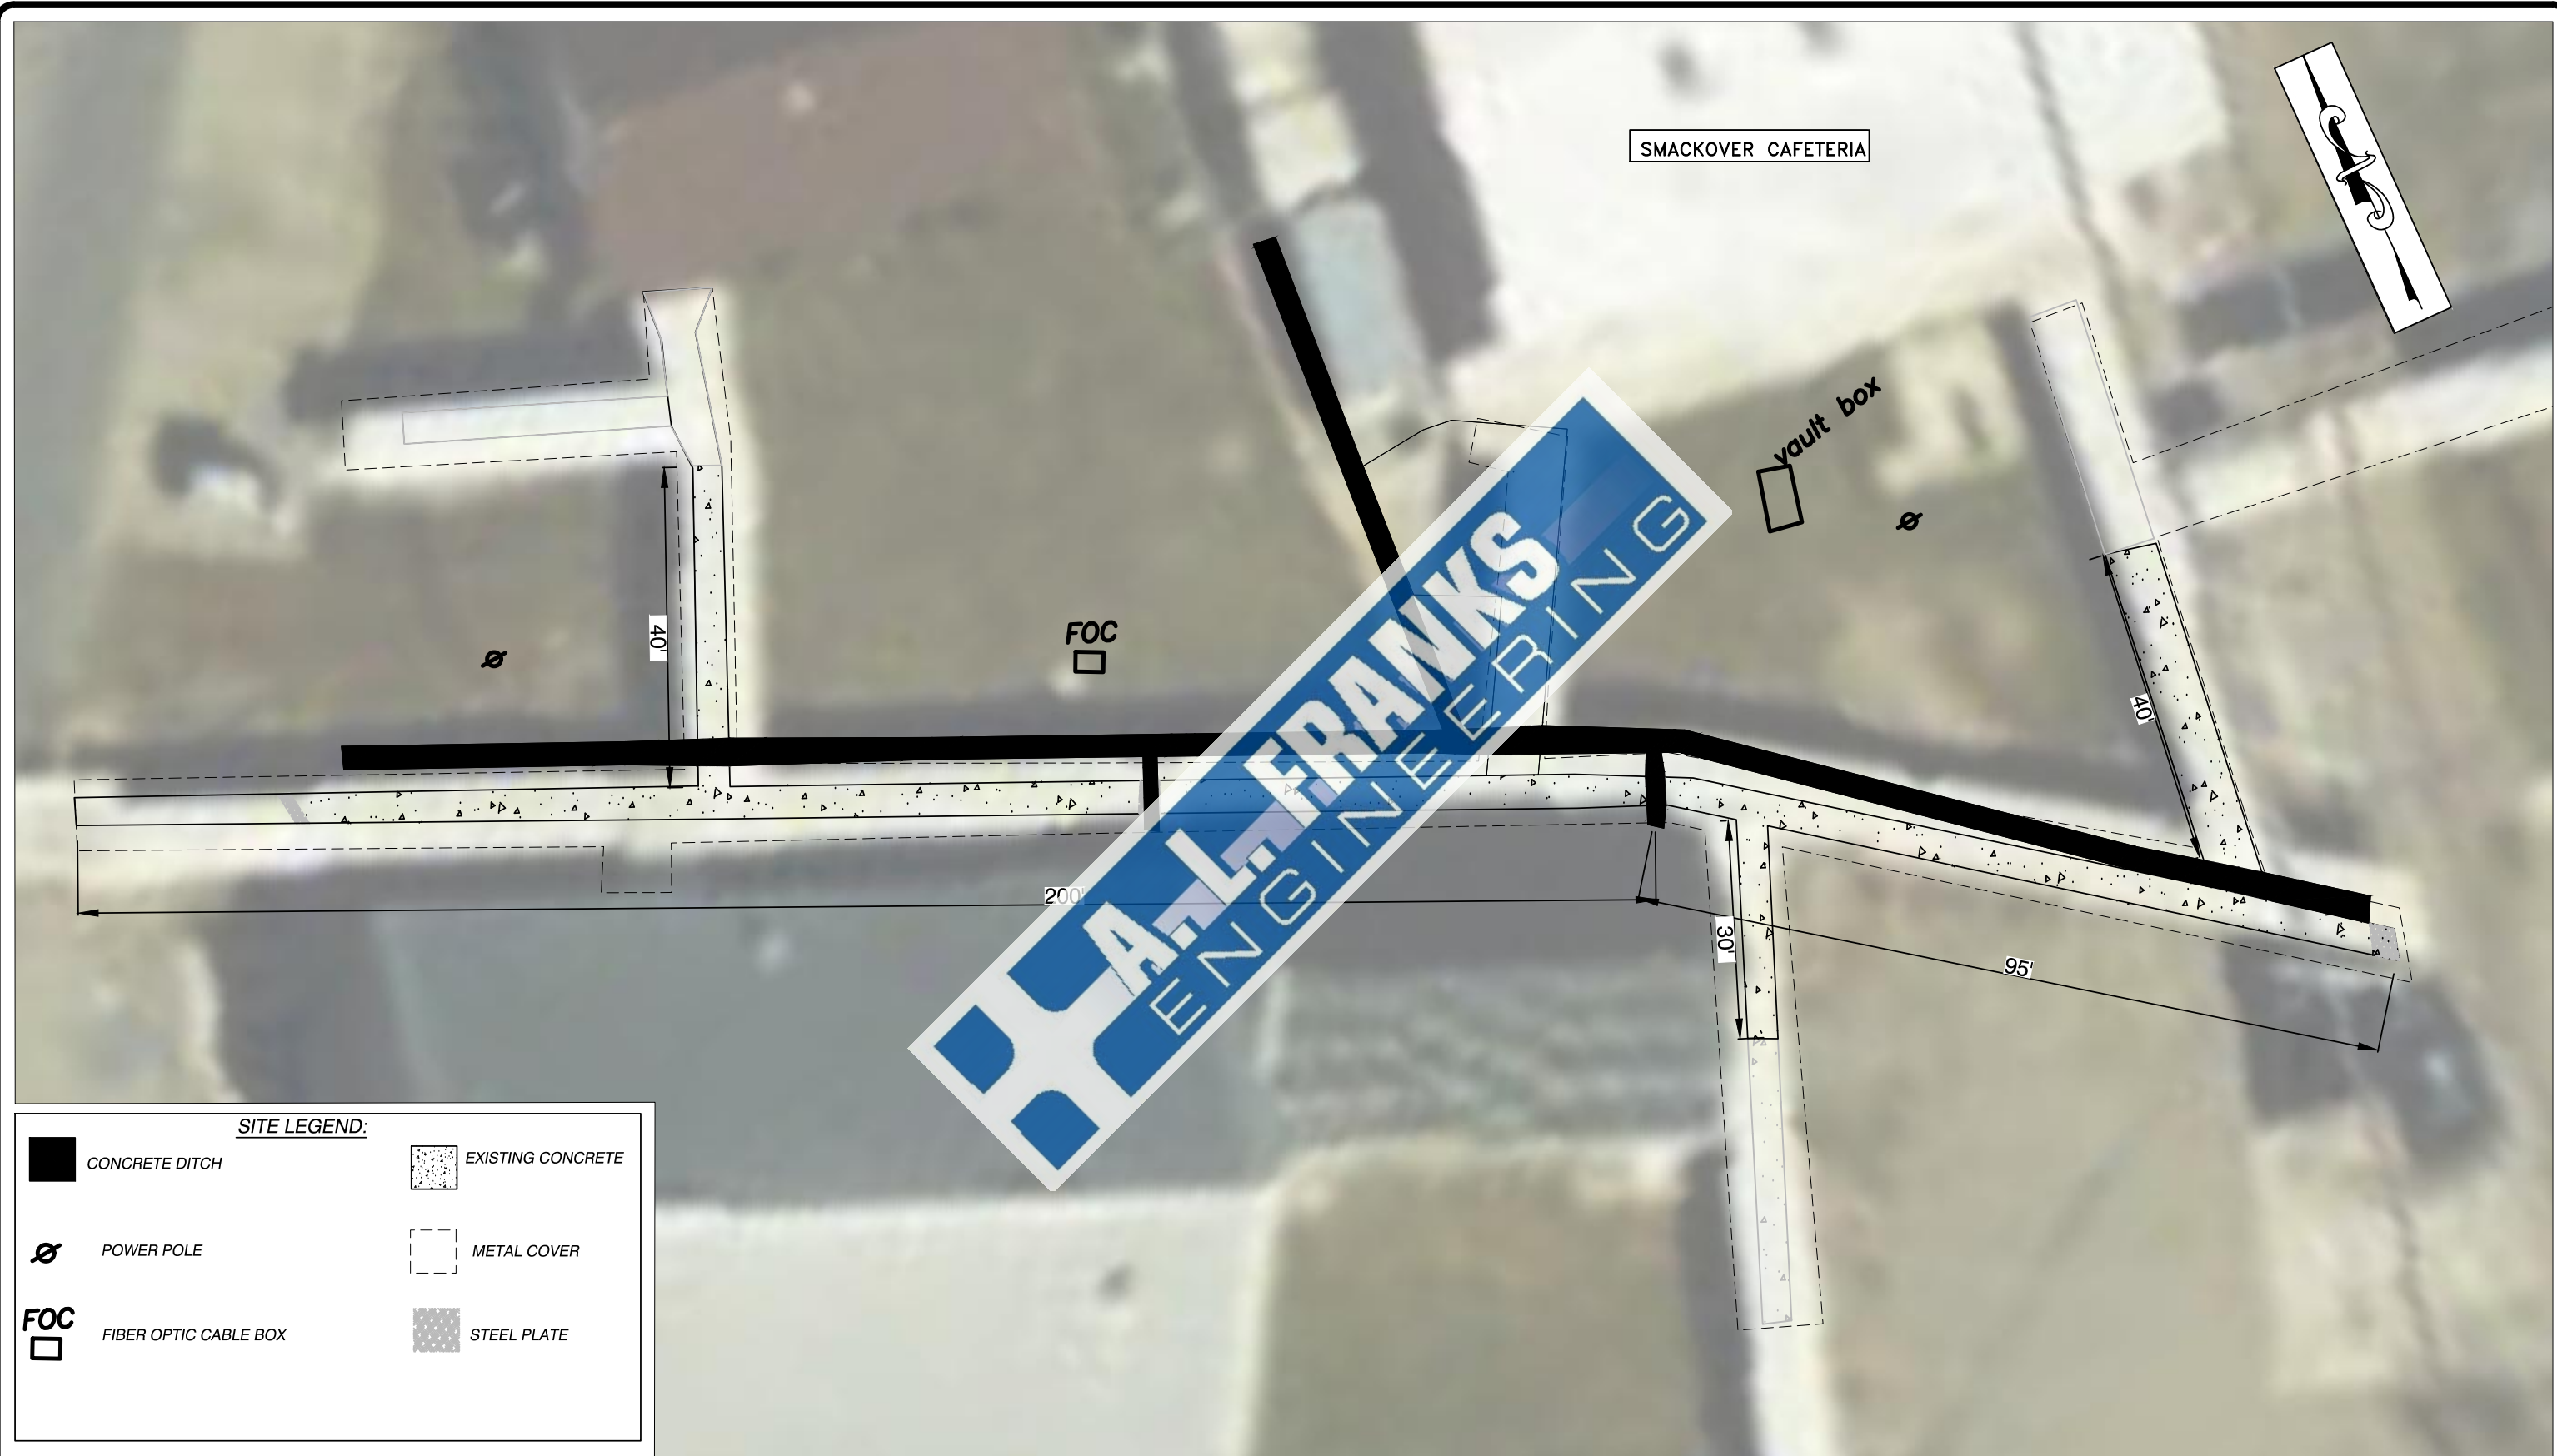 SMACKOVER CAFETERIA
vault box
FOC
40'
40'
200'
30'
95'
A.L. FRANKS
ENGINEERING
SITE LEGEND:
CONCRETE DITCH
EXISTING CONCRETE
POWER POLE
METAL COVER
FOC
FIBER OPTIC CABLE BOX
STEEL PLATE